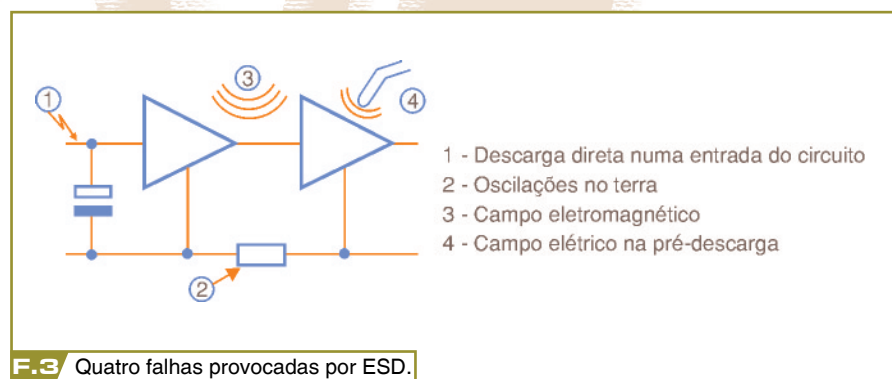 1
3
4
2
1 - Descarga direta numa entrada do circuito
2 - Oscilações no terra
3 - Campo eletromagnético
4 - Campo elétrico na pré-descarga
F.3 Quatro falhas provocadas por ESD.